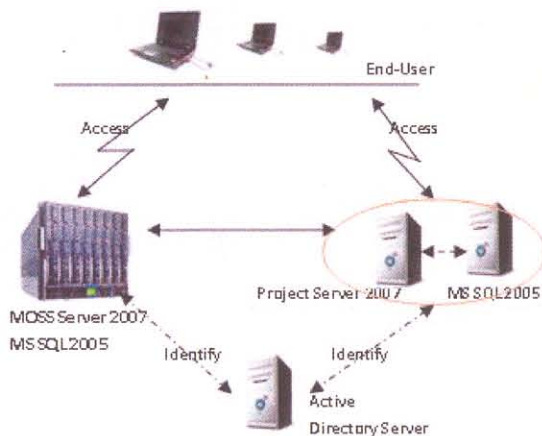 End-User
Access
Access
Project Server 2007
MS SQL2005
MOSS Server 2007
MS SQL2005
Identify
Identify
Active
Directory Server